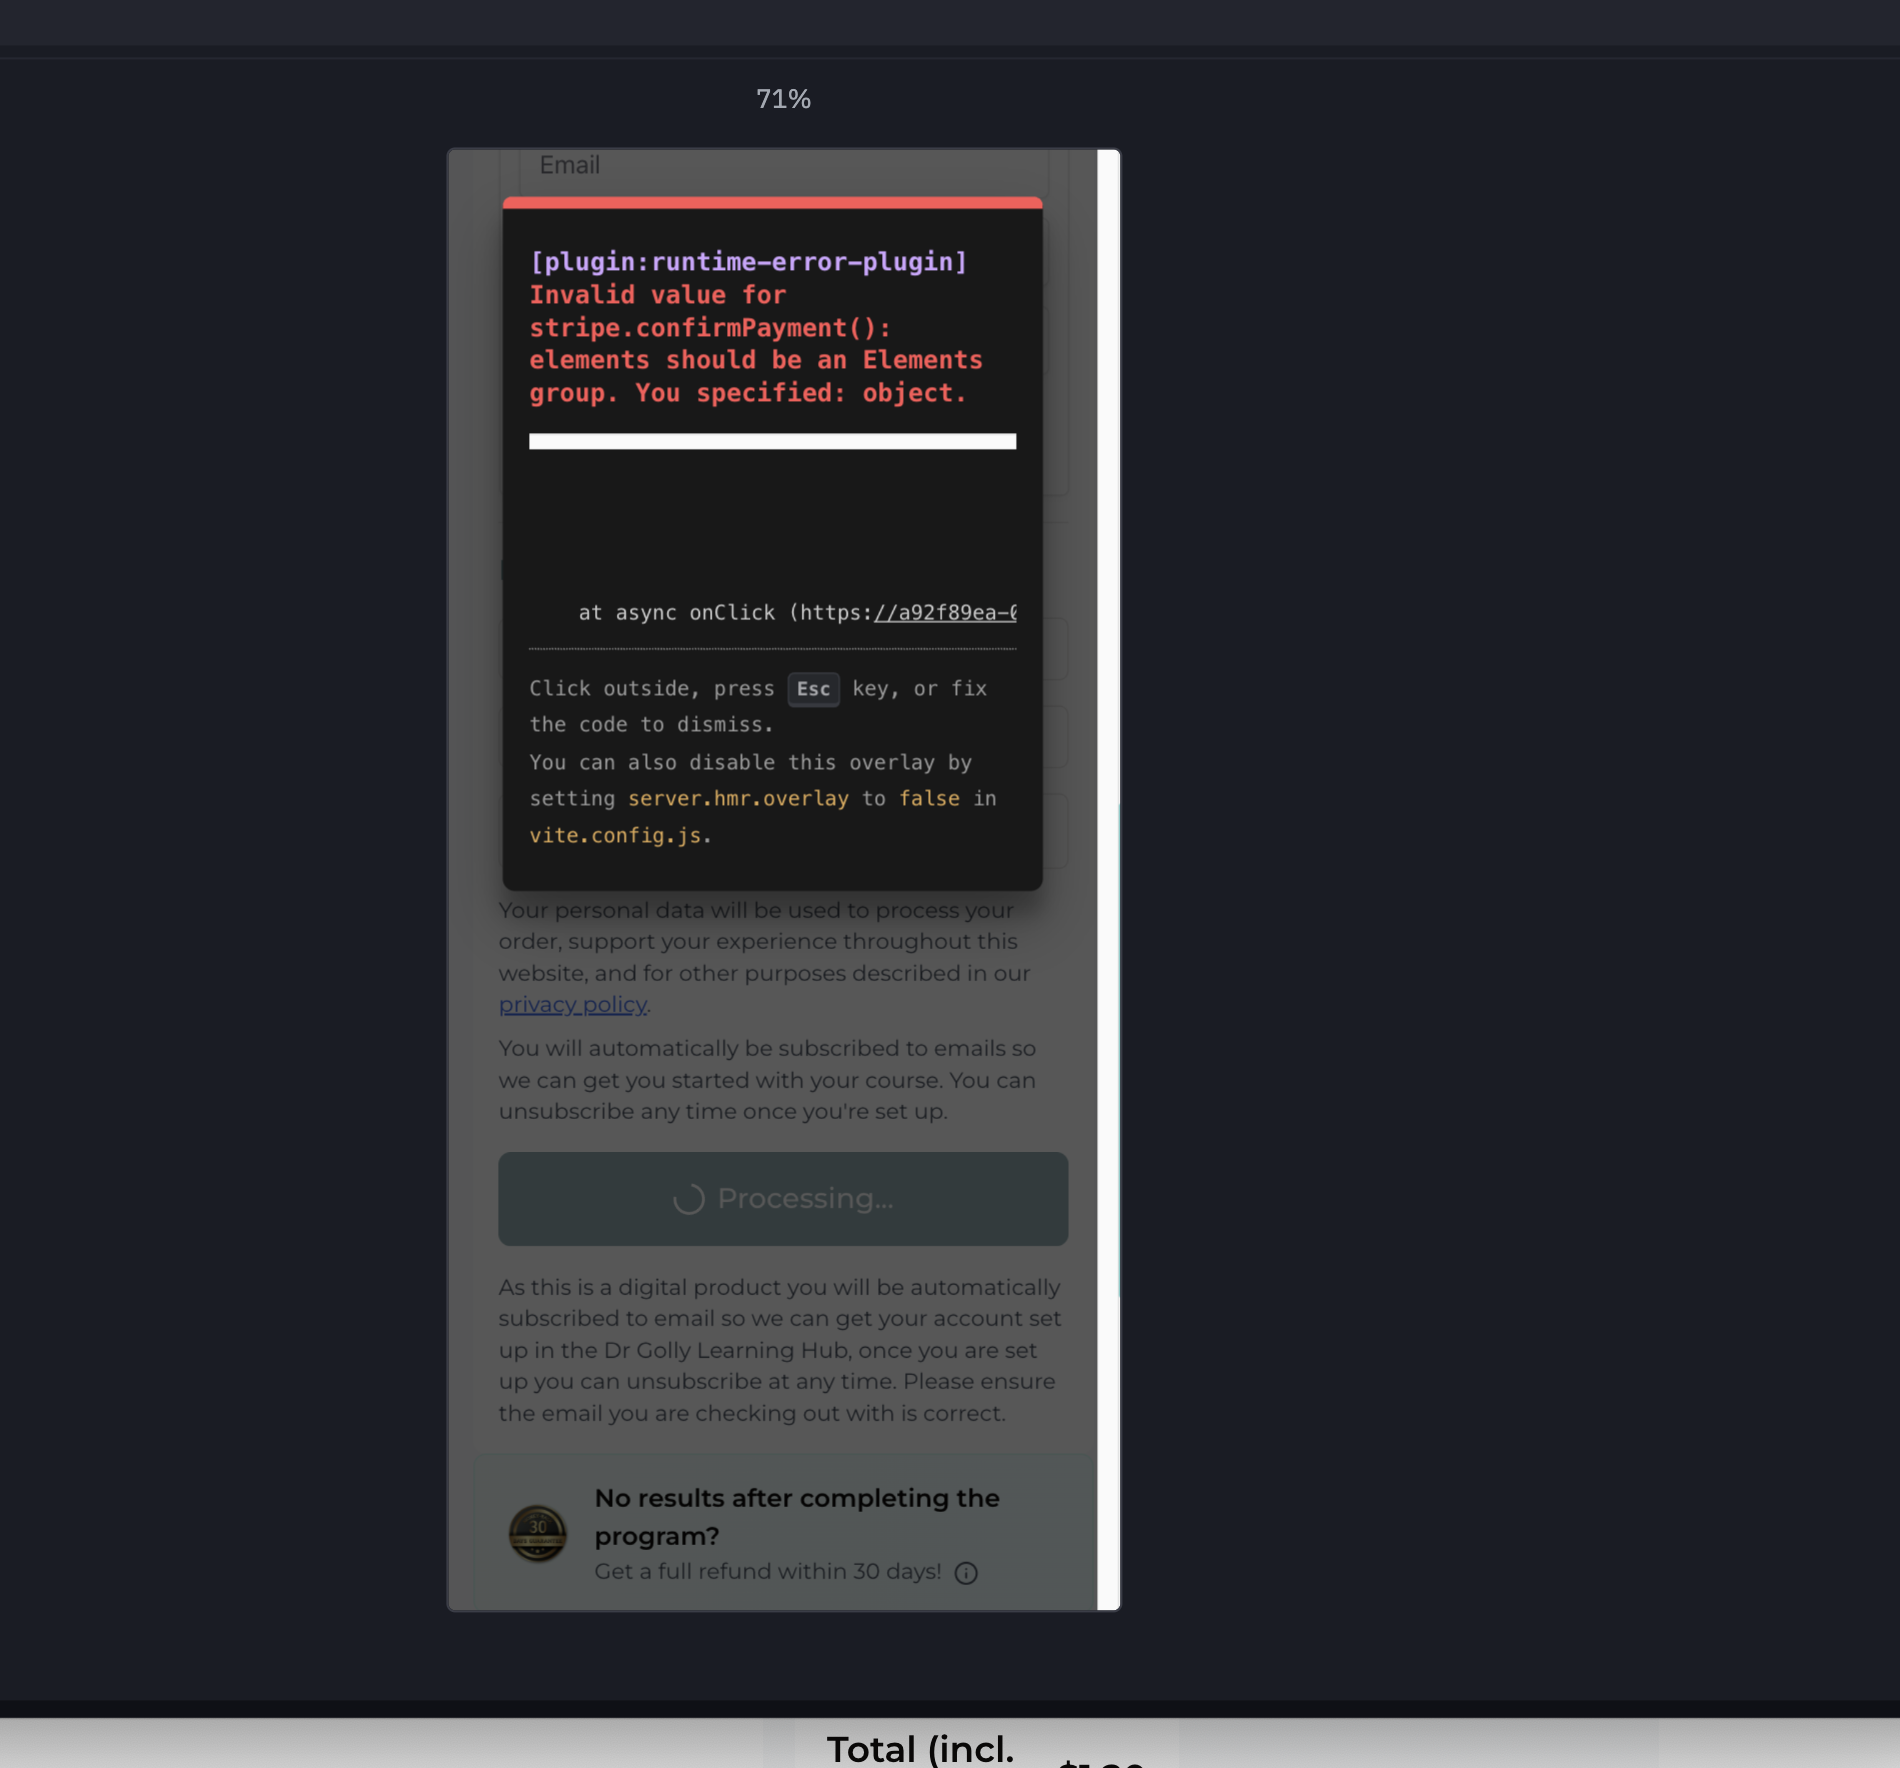 71%
Email
[plugin:runtime-error-plugin]
Invalid value for
stripe.confirmPayment():
elements should be an Elements
group. You specified: object.
at async onClick (https://a92f89ea-
Click outside, press Esc key, or fix
the code to dismiss.
You can also disable this overlay by
setting server.hmr.overlay to false in
vite.config.js.
Your personal data will be used to process your
order, support your experience throughout this
website, and for other purposes described in our
privacy policy.
You will automatically be subscribed to emails so
we can get you started with your course. You can
unsubscribe any time once you're set up.
Processing...
As this is a digital product you will be automatically
subscribed to email so we can get your account set
up in the Dr Golly Learning Hub, once you are set
up you can unsubscribe at any time. Please ensure
the email you are checking out with is correct.
No results after completing the
30
program?
Get a full refund within 30 days!
Total (incl.